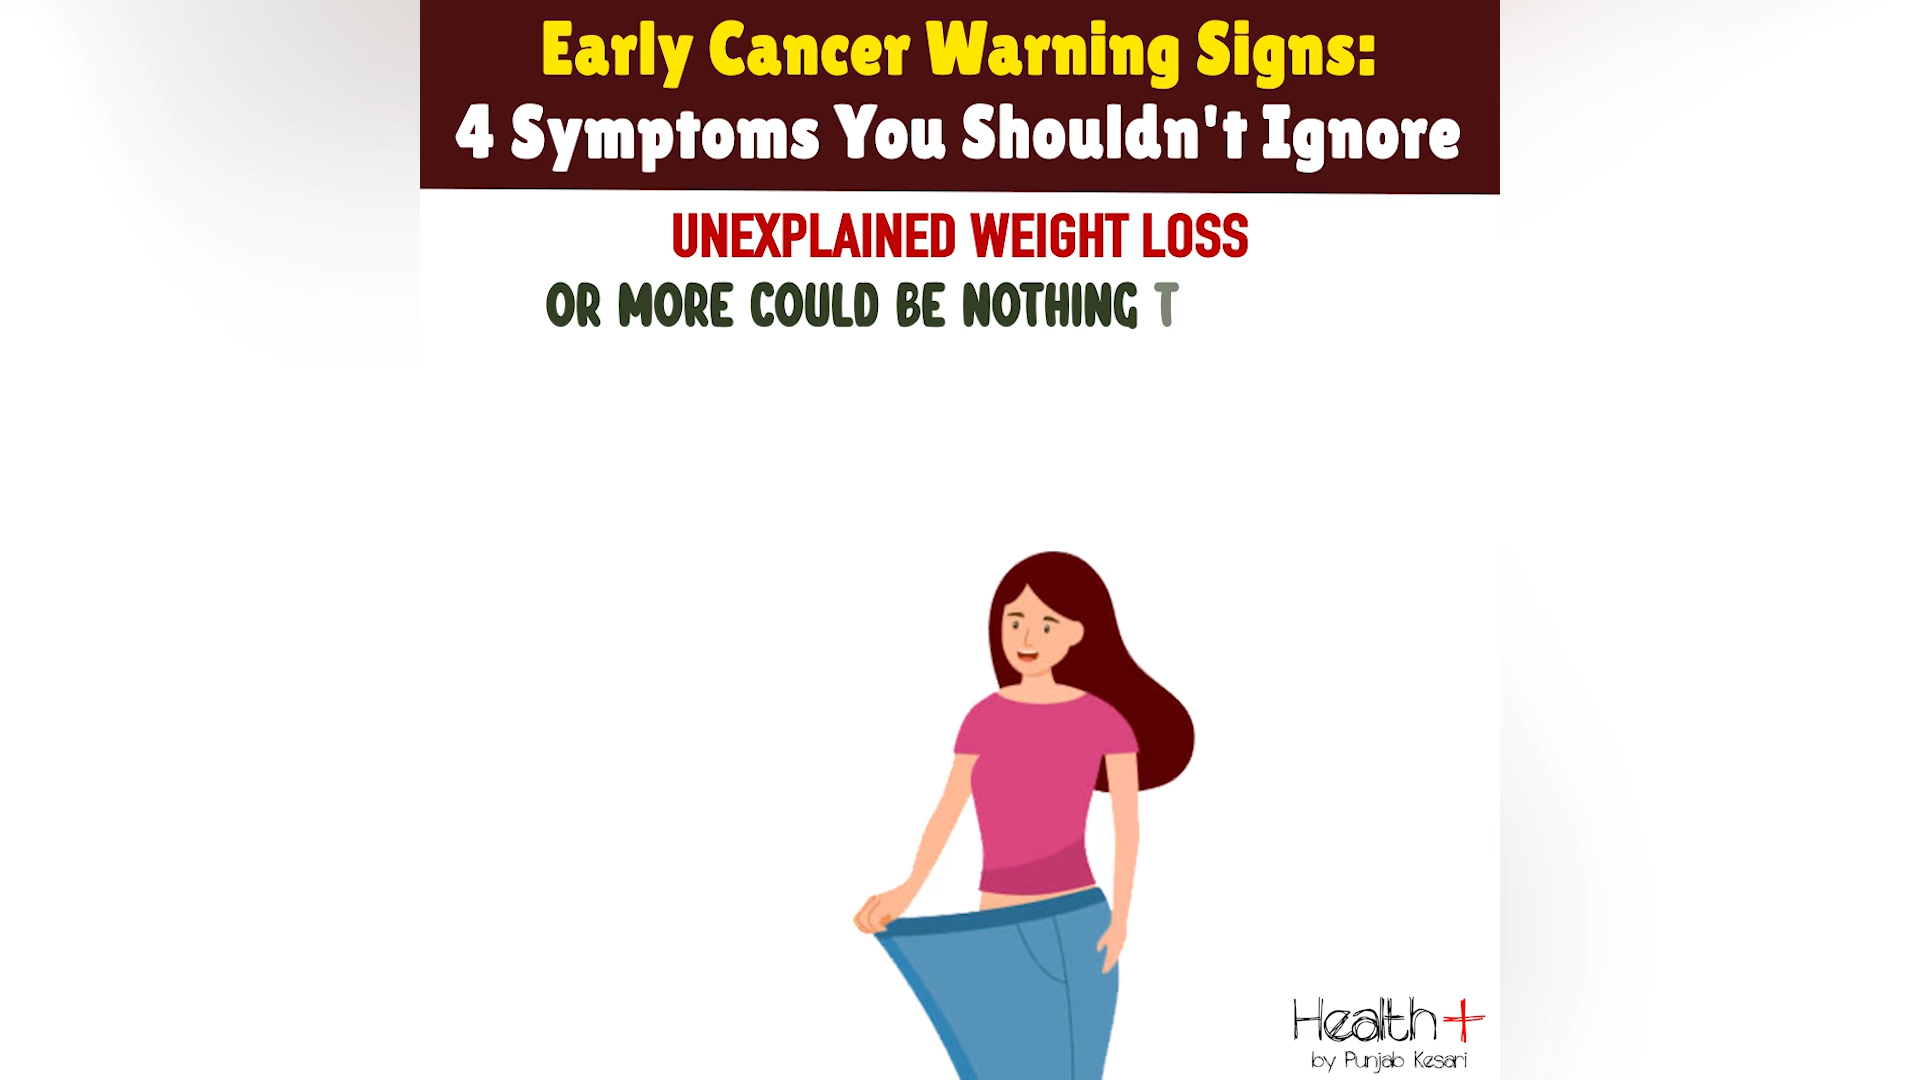 Early Cancer Warning Signs:
4 Symptoms You Shouldn't Ignore
UNEXPLAINED WEIGHT LOSS
OR MORE COULD BE NOTHING T
Health+
by Punjab Kesari